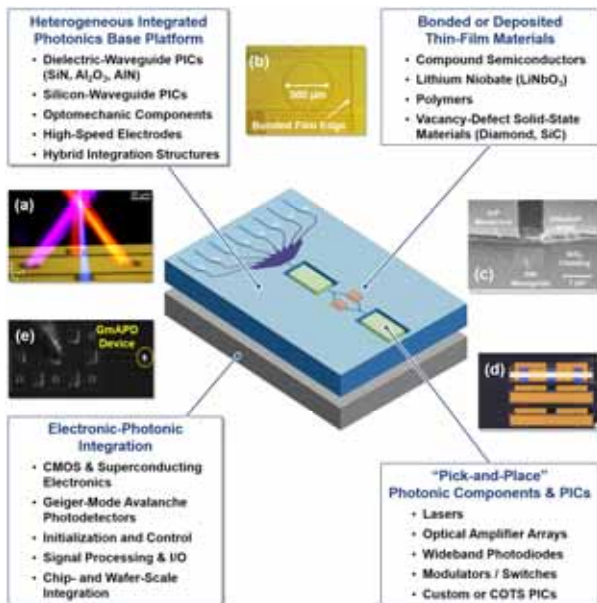 Heterogeneous Integrated
Photonics Base Platform
• Dielectric-Waveguide PICs
(SiN, Al₂O₃, AlN)
• Silicon-Waveguide PICs
• Optomechanic Components
• High-Speed Electrodes
• Hybrid Integration Structures
(b)
300 µm
Bonded Film Edge
Bonded or Deposited
Thin-Film Materials
• Compound Semiconductors
• Lithium Niobate (LiNbO₃)
• Polymers
• Vacancy-Defect Solid-State
Materials (Diamond, SiC)
(a)
(c)
SiO₂
Cladding
(e)
GmAPD
Device
(d)
Electronic-Photonic
Integration
• CMOS & Superconducting
Electronics
• Geiger-Mode Avalanche
Photodetectors
• Initialization and Control
• Signal Processing & I/O
• Chip- and Wafer-Scale
Integration
"Pick-and-Place"
Photonic Components & PICs
• Lasers
• Optical Amplifier Arrays
• Wideband Photodiodes
• Modulators / Switches
• Custom or COTS PICs